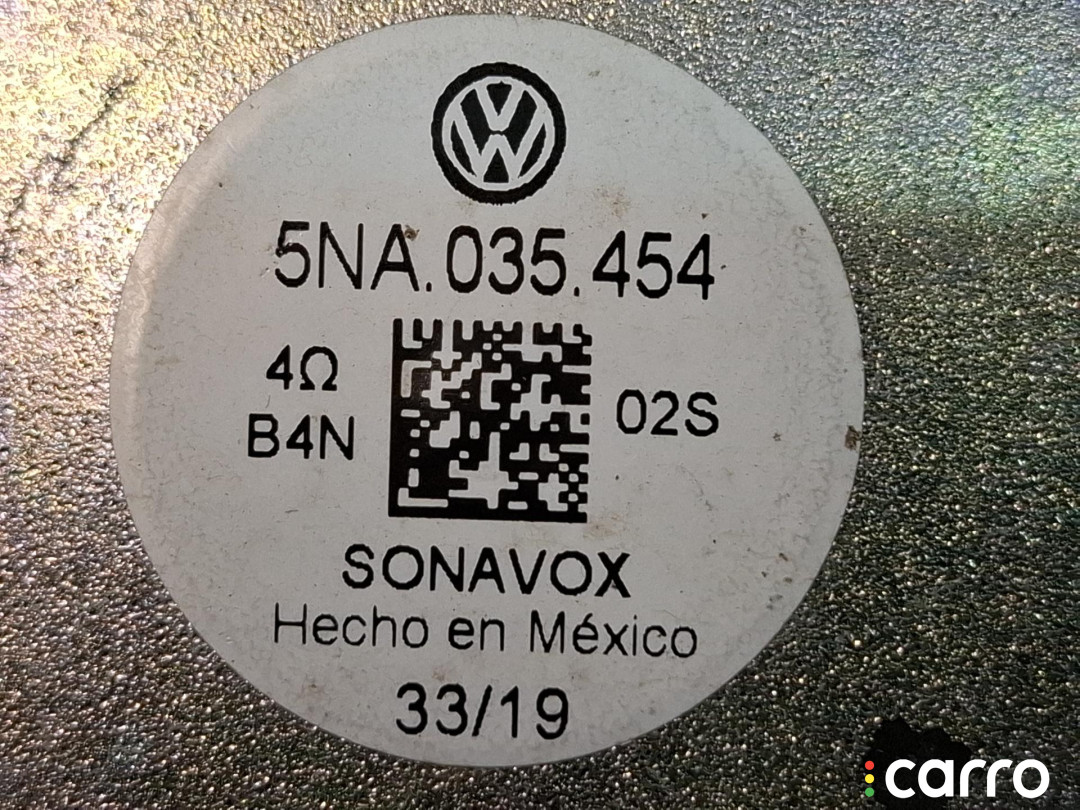 5NA.035.454
4Ω
B4N
02S
SONAVOX
Hecho en México
33/19
carro